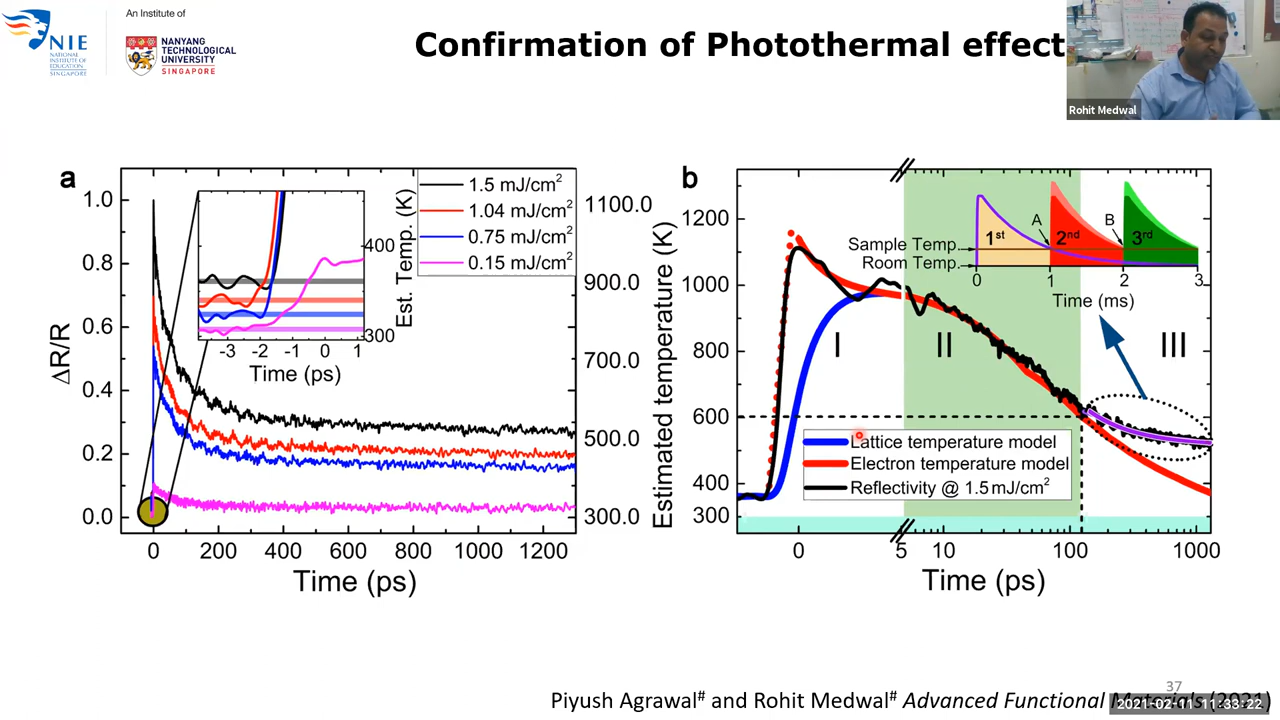 An Institute of
NIE
NATIONAL
INSTITUTE OF
EDUCATION
SINGAPORE
NANYANG
TECHNOLOGICAL
UNIVERSITY
SINGAPORE
Confirmation of Photothermal effect
Rohit Medwal
a
1.0
0.8
0.6
0.4
0.2
0.0
ΔR/R
0
200
400
600
800
1000
1200
Time (ps)
1.5 mJ/cm²
1.04 mJ/cm²
0.75 mJ/cm²
0.15 mJ/cm²
-3
-2
-1
0
1
Time (ps)
400
300
Est. Temp. (K)
1100.0
900.0
700.0
500.0
300.0
b
Estimated temperature (K)
1200
1000
800
600
400
300
I
II
III
Lattice temperature model
Electron temperature model
Reflectivity @ 1.5 mJ/cm²
Sample Temp.
Room Temp.
1st
2nd
3rd
A
B
0
1
2
3
Time (ms)
0
5
10
100
1000
Time (ps)
37
Piyush Agrawal# and Rohit Medwal# Advanced Functional Materials (2021)
2021-02-11 11:33:22